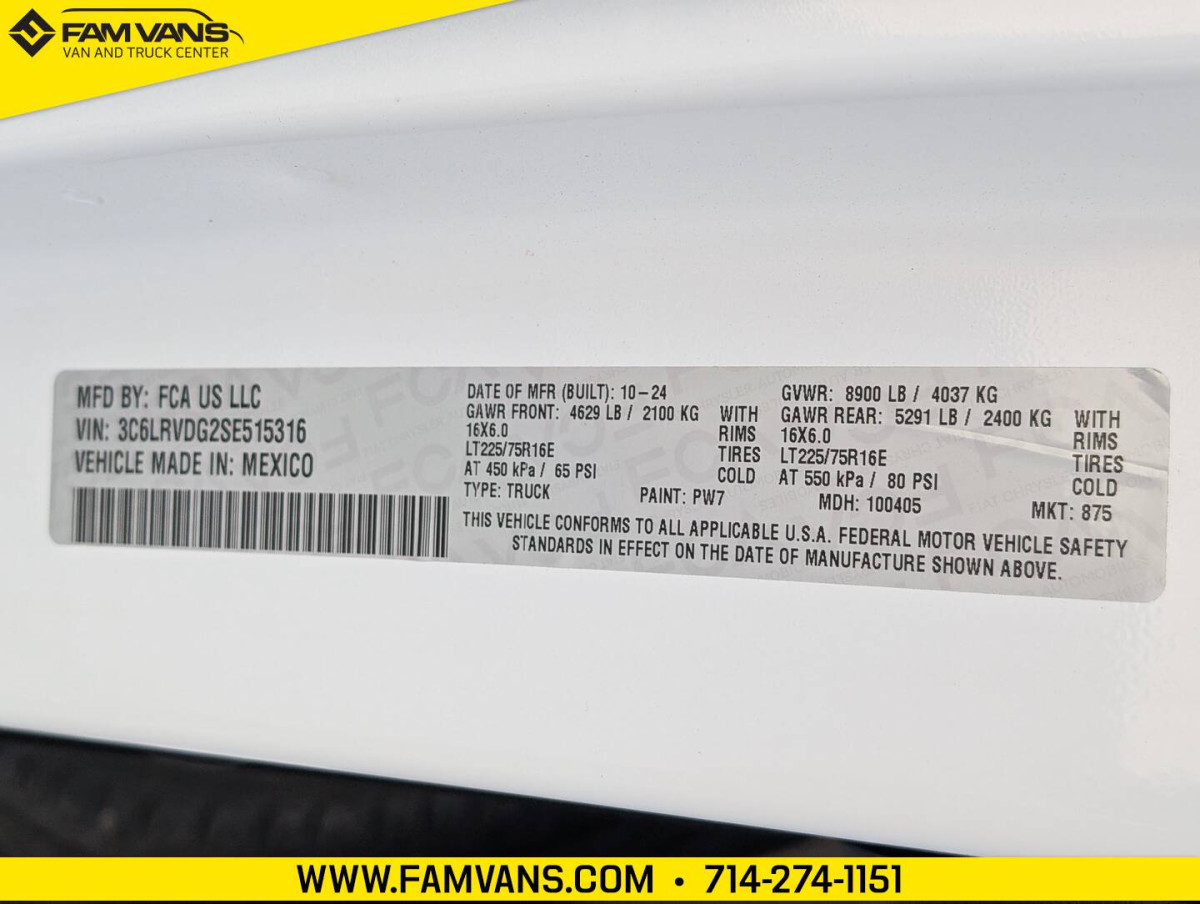 FAM VANS
VAN AND TRUCK CENTER
MFD BY: FCA US LLC
VIN: 3C6LRVDG2SE515316
VEHICLE MADE IN: MEXICO
DATE OF MFR (BUILT): 10-24
GAWR FRONT: 4629 LB / 2100 KG WITH
16X6.0 RIMS
LT225/75R16E TIRES
AT 450 kPa / 65 PSI COLD
GVWR: 8900 LB / 4037 KG
GAWR REAR: 5291 LB / 2400 KG WITH
16X6.0 RIMS
LT225/75R16E TIRES
AT 550 kPa / 80 PSI COLD
TYPE: TRUCK PAINT: PW7 MDH: 100405 MKT: 875
THIS VEHICLE CONFORMS TO ALL APPLICABLE U.S.A. FEDERAL MOTOR VEHICLE SAFETY
STANDARDS IN EFFECT ON THE DATE OF MANUFACTURE SHOWN ABOVE.
WWW.FAMVANS.COM • 714-274-1151